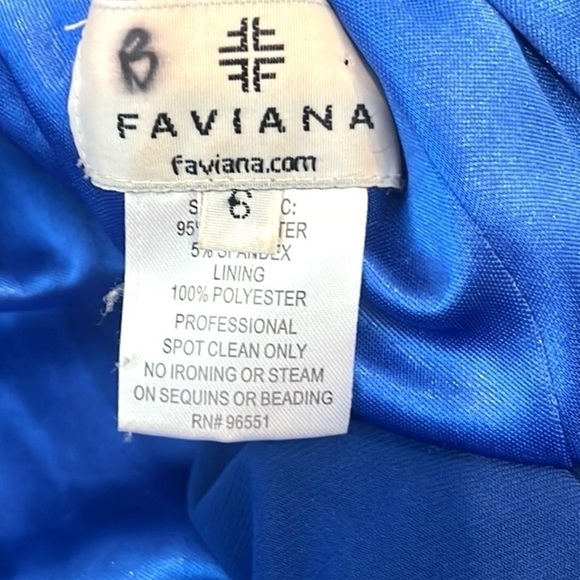 B
FAVIANA
faviana.com
6
5% SPANDEX
LINING
100% POLYESTER
PROFESSIONAL
SPOT CLEAN ONLY
NO IRONING OR STEAM
ON SEQUINS OR BEADING
RN# 96551